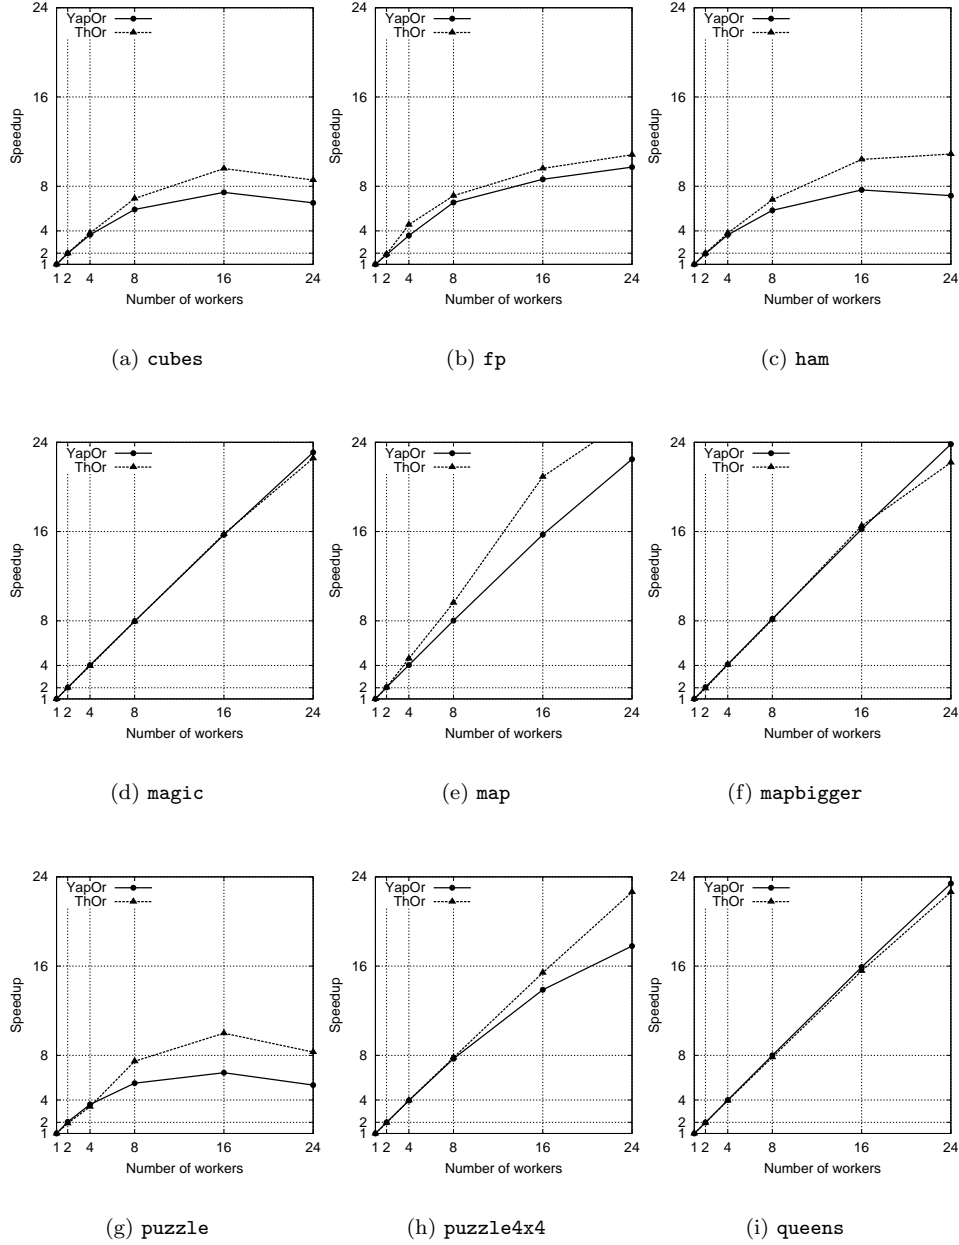 24
YapOr
ThOr
16
Speedup
8
4
2
1
1 2 4 8 16 24
Number of workers
(a) cubes
24
YapOr
ThOr
16
Speedup
8
4
2
1
1 2 4 8 16 24
Number of workers
(b) fp
24
YapOr
ThOr
16
Speedup
8
4
2
1
1 2 4 8 16 24
Number of workers
(c) ham
24
YapOr
ThOr
16
Speedup
8
4
2
1
1 2 4 8 16 24
Number of workers
(d) magic
24
YapOr
ThOr
16
Speedup
8
4
2
1
1 2 4 8 16 24
Number of workers
(e) map
24
YapOr
ThOr
16
Speedup
8
4
2
1
1 2 4 8 16 24
Number of workers
(f) mapbigger
24
YapOr
ThOr
16
Speedup
8
4
2
1
1 2 4 8 16 24
Number of workers
(g) puzzle
24
YapOr
ThOr
16
Speedup
8
4
2
1
1 2 4 8 16 24
Number of workers
(h) puzzle4x4
24
YapOr
ThOr
16
Speedup
8
4
2
1
1 2 4 8 16 24
Number of workers
(i) queens